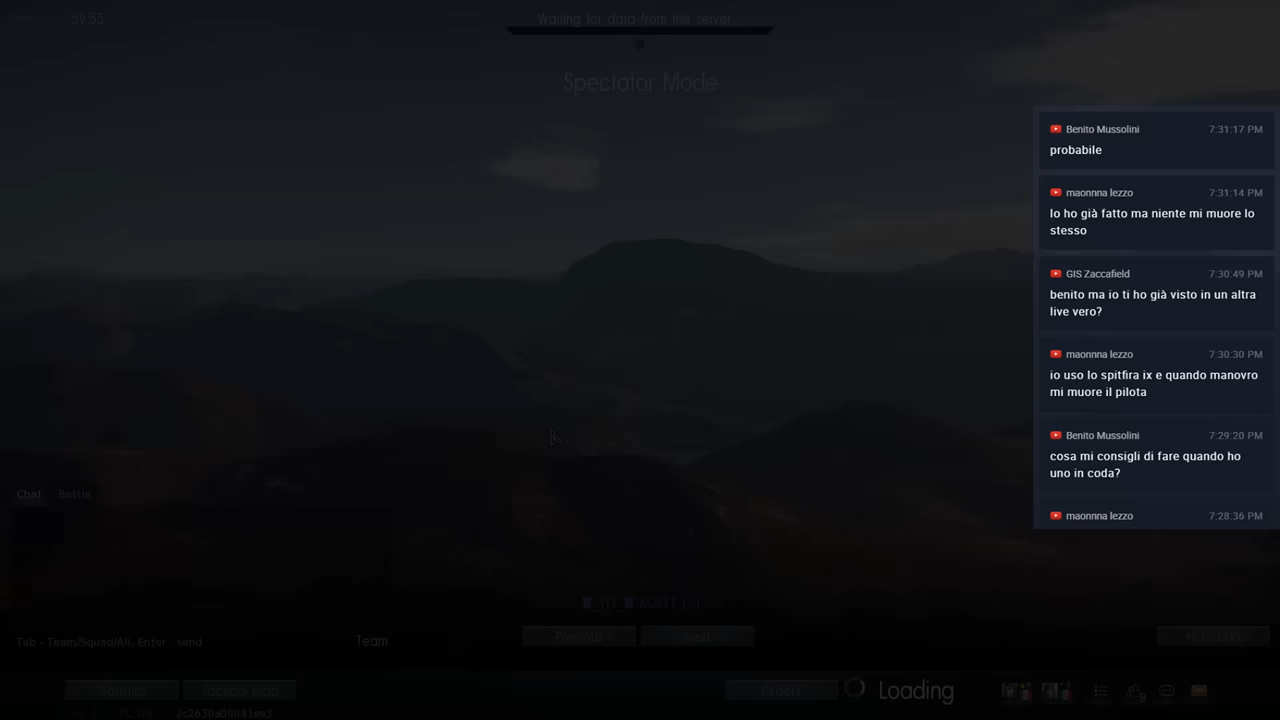 59:55
Waiting for data from the server
Spectator Mode
Benito Mussolini 7:31:17 PM
probabile
maonnna lezzo 7:31:14 PM
Io ho già fatto ma niente mi muore lo
stesso
GIS Zaccafield 7:30:49 PM
benito ma io ti ho già visto in un altra
live vero?
maonnna lezzo 7:30:30 PM
io uso lo spitfira ix e quando manovro
mi muore il pilota
Benito Mussolini 7:29:20 PM
cosa mi consigli di fare quando ho
uno in coda?
maonnna lezzo 7:28:36 PM
Chat Battle
Tab - Team/Squad/All, Enter - send
Team
Previous Next
Tactical map
Loading
2c2630a00041ee3